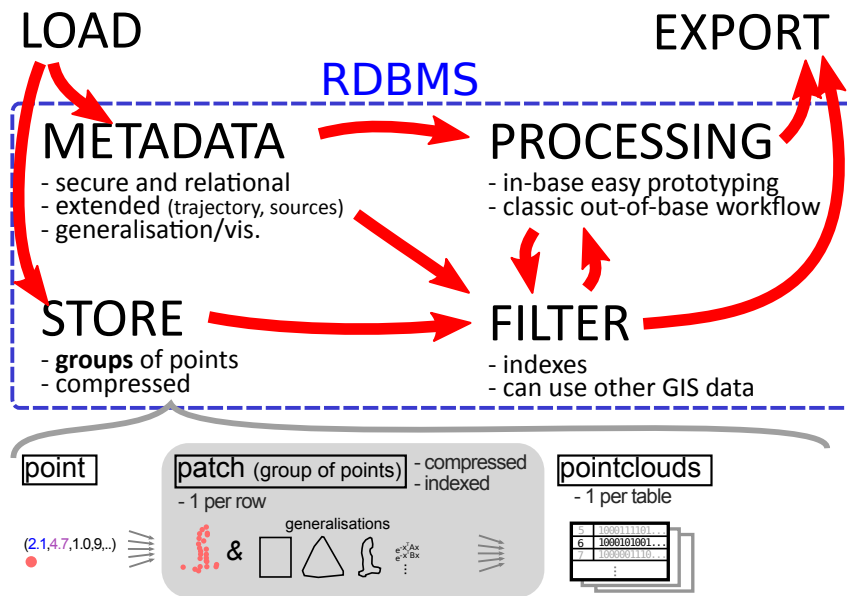 LOAD
EXPORT
RDBMS
METADATA
- secure and relational
- extended (trajectory, sources)
- generalisation/vis.
PROCESSING
- in-base easy prototyping
- classic out-of-base workflow
STORE
- groups of points
- compressed
FILTER
- indexes
- can use other GIS data
point
(2.1,4.7,1.0,9,..)
patch (group of points)
- compressed
- indexed
- 1 per row
&
generalisations
pointclouds
- 1 per table
5 1000111101...
6 1000101001...
7 1000001110...
⋮